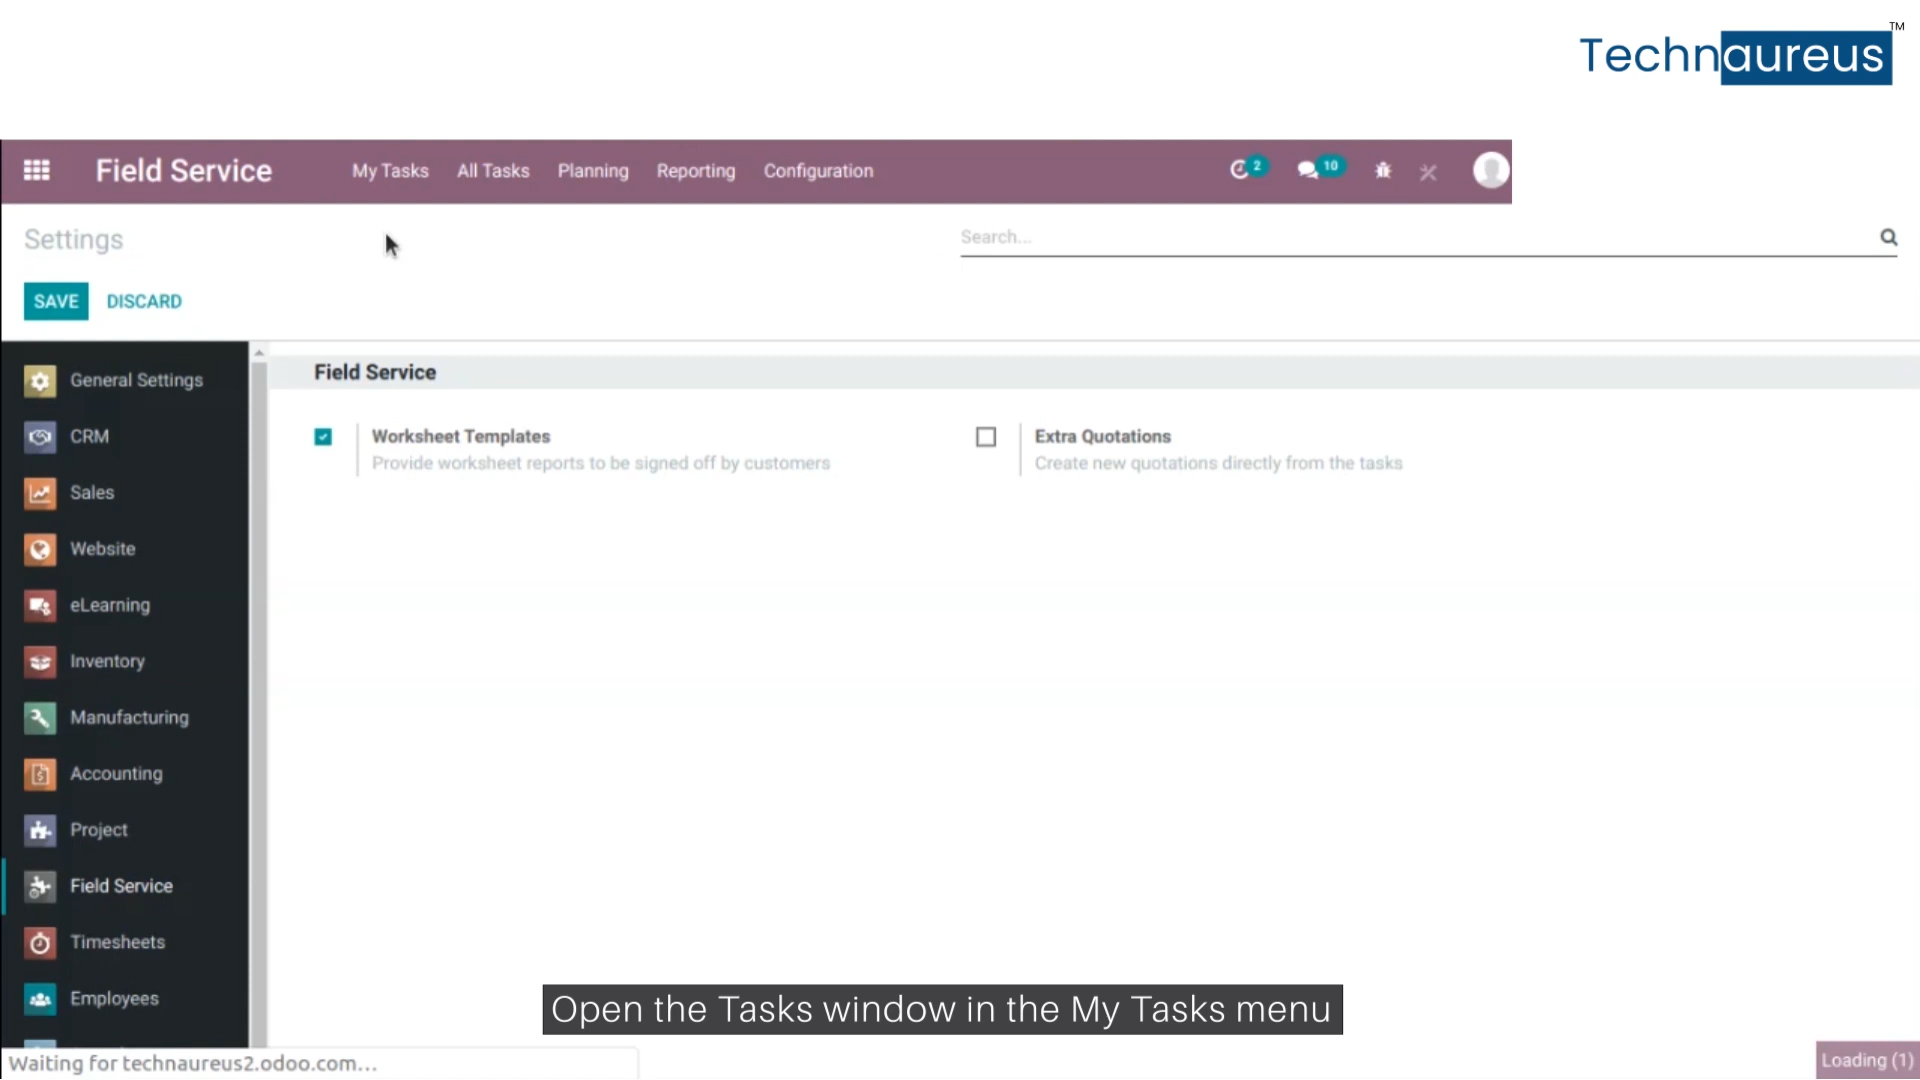 Technaureus TM
Field Service My Tasks All Tasks Planning Reporting Configuration 2 10
Settings Search...
SAVE DISCARD
General Settings
CRM
Sales
Website
eLearning
Inventory
Manufacturing
Accounting
Project
Field Service
Timesheets
Employees
Field Service
Worksheet Templates
Provide worksheet reports to be signed off by customers
Extra Quotations
Create new quotations directly from the tasks
Open the Tasks window in the My Tasks menu
Waiting for technaureus2.odoo.com...
Loading (1)